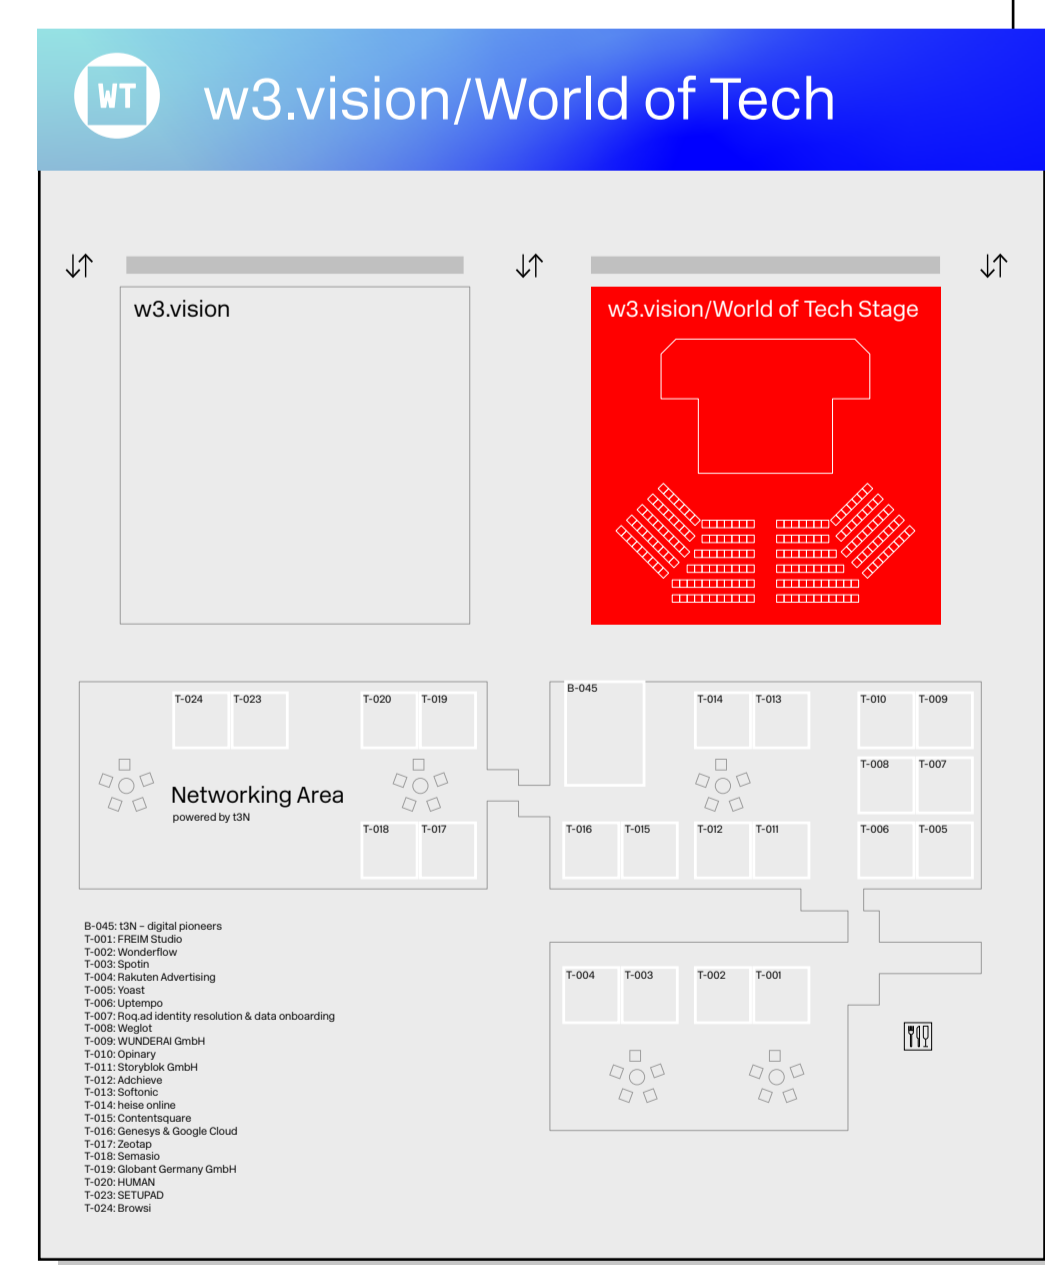 WT
w3.vision/World of Tech
w3.vision
w3.vision/World of Tech Stage
T-024
T-023
T-020
T-019
Networking Area
powered by t3N
T-018
T-017
B-045
T-014
T-013
T-010
T-009
T-008
T-007
T-016
T-015
T-012
T-011
T-006
T-005
T-004
T-003
T-002
T-001
B-045: t3N – digital pioneers
T-001: FREIM Studio
T-002: Wonderflow
T-003: Spotin
T-004: Rakuten Advertising
T-005: Yoast
T-006: Uptempo
T-007: Roq.ad identity resolution & data onboarding
T-008: Weglot
T-009: WUNDERAI GmbH
T-010: Opinary
T-011: Storyblok GmbH
T-012: Adchieve
T-013: Softonic
T-014: heise online
T-015: Contentsquare
T-016: Genesys & Google Cloud
T-017: Zeotap
T-018: Semasio
T-019: Globant Germany GmbH
T-020: HUMAN
T-023: SETUPAD
T-024: Browsi